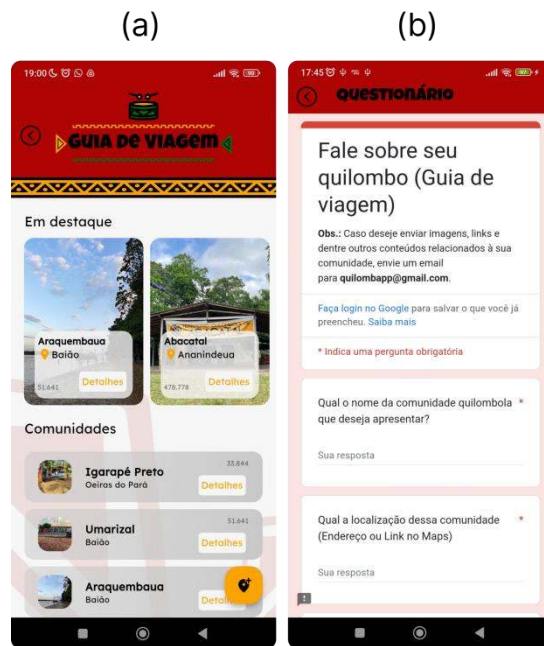 (a)
(b)
19:00
GUIA DE VIAGEM
Em destaque
Araquembaua
Baião
51.641
Detalhes
Abacatal
Ananindeua
478.778
Detalhes
Comunidades
Igarapé Preto
Oeiras do Pará
33.844
Detalhes
Umarizal
Baião
51.641
Detalhes
Araquembaua
Baião
17:45
QUESTIONÁRIO
Fale sobre seu
quilombo (Guia de
viagem)
Obs.: Caso deseje enviar imagens, links e
dentre outros conteúdos relacionados à sua
comunidade, envie um email
para quilombapp@gmail.com.
Faça login no Google para salvar o que você já
preencheu. Saiba mais
* Indica uma pergunta obrigatória
Qual o nome da comunidade quilombola *
que deseja apresentar?
Sua resposta
Qual a localização dessa comunidade *
(Endereço ou Link no Maps)
Sua resposta